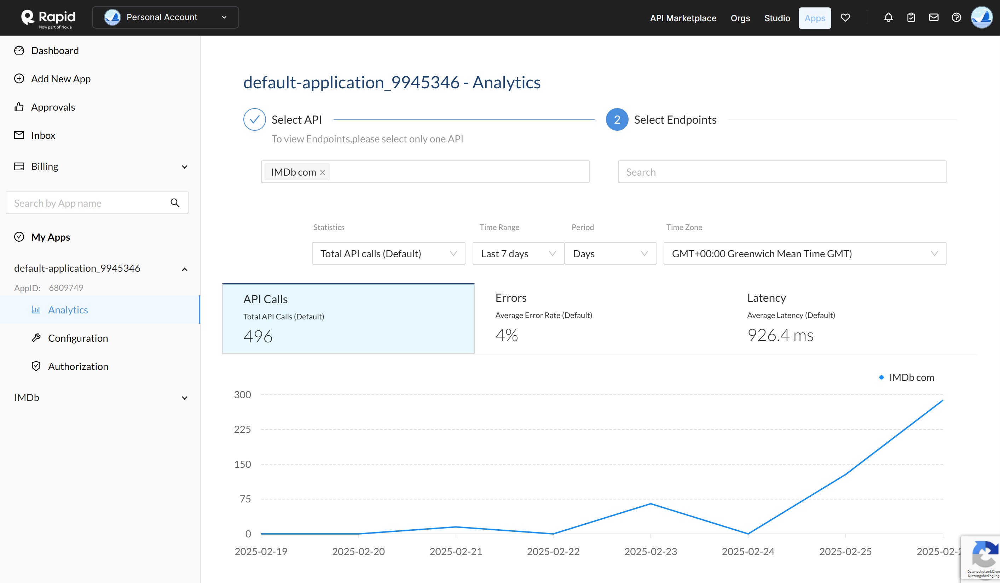 Rapid
Now part of Nokia
Personal Account
API Marketplace
Orgs
Studio
Apps
Dashboard
Add New App
Approvals
Inbox
Billing
Search by App name
My Apps
default-application_9945346
AppID: 6809749
Analytics
Configuration
Authorization
IMDb
default-application_9945346 - Analytics
Select API
To view Endpoints,please select only one API
2 Select Endpoints
IMDb com
Search
Statistics
Time Range
Period
Time Zone
Total API calls (Default)
Last 7 days
Days
GMT+00:00 Greenwich Mean Time GMT)
API Calls
Total API Calls (Default)
496
Errors
Average Error Rate (Default)
4%
Latency
Average Latency (Default)
926.4 ms
IMDb com
300
225
150
75
0
2025-02-19
2025-02-20
2025-02-21
2025-02-22
2025-02-23
2025-02-24
2025-02-25
2025-02-2
Datenschutzerklärun
Nutzungsbedingung